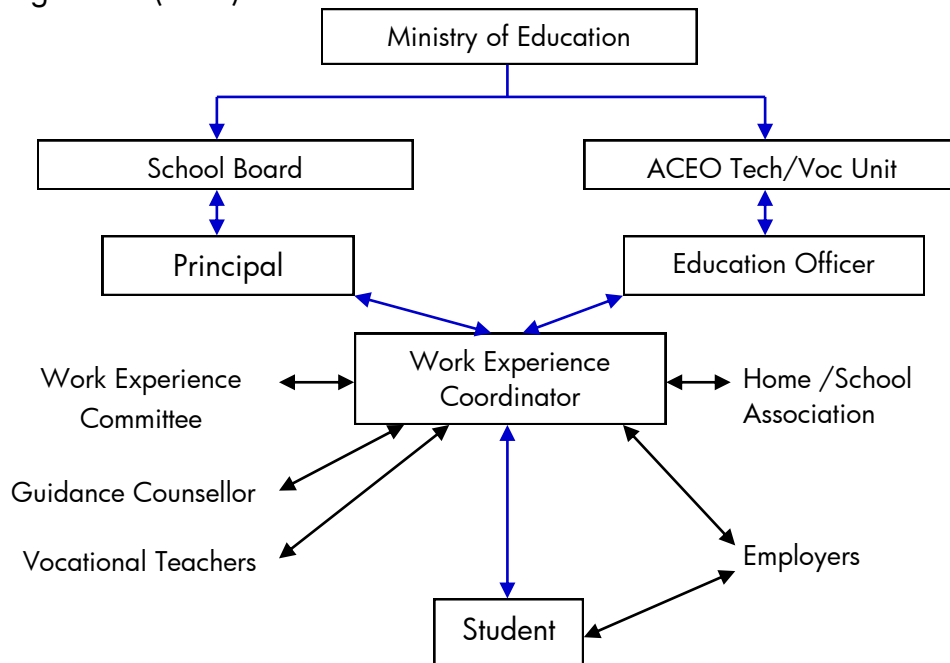 Ministry of Education
School Board
ACEO Tech/Voc Unit
Principal
Education Officer
Work Experience
Coordinator
Work Experience
Committee
Home /School
Association
Guidance Counsellor
Vocational Teachers
Employers
Student